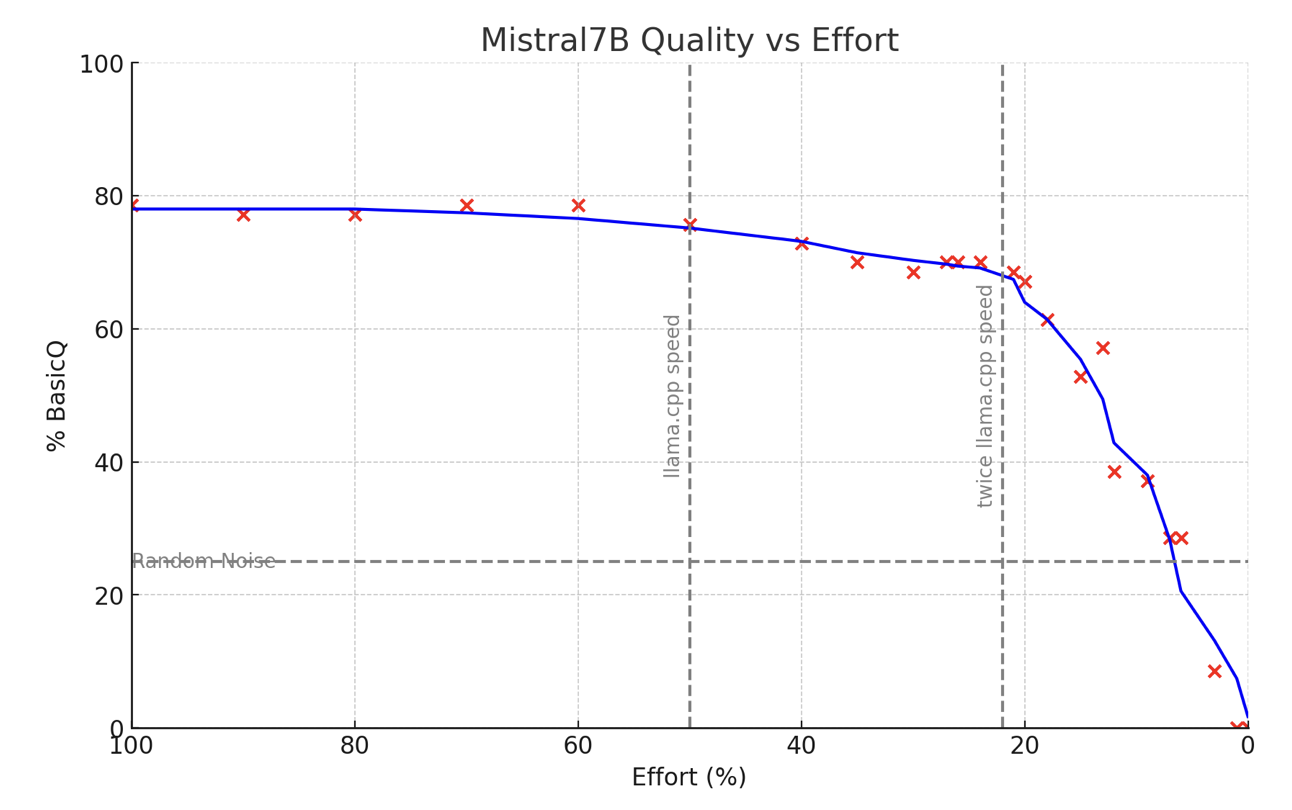 Mistral7B Quality vs Effort
100
80
60
40
20
0
% BasicQ
llama.cpp speed
twice llama.cpp speed
Random Noise
100
80
60
40
20
0
Effort (%)